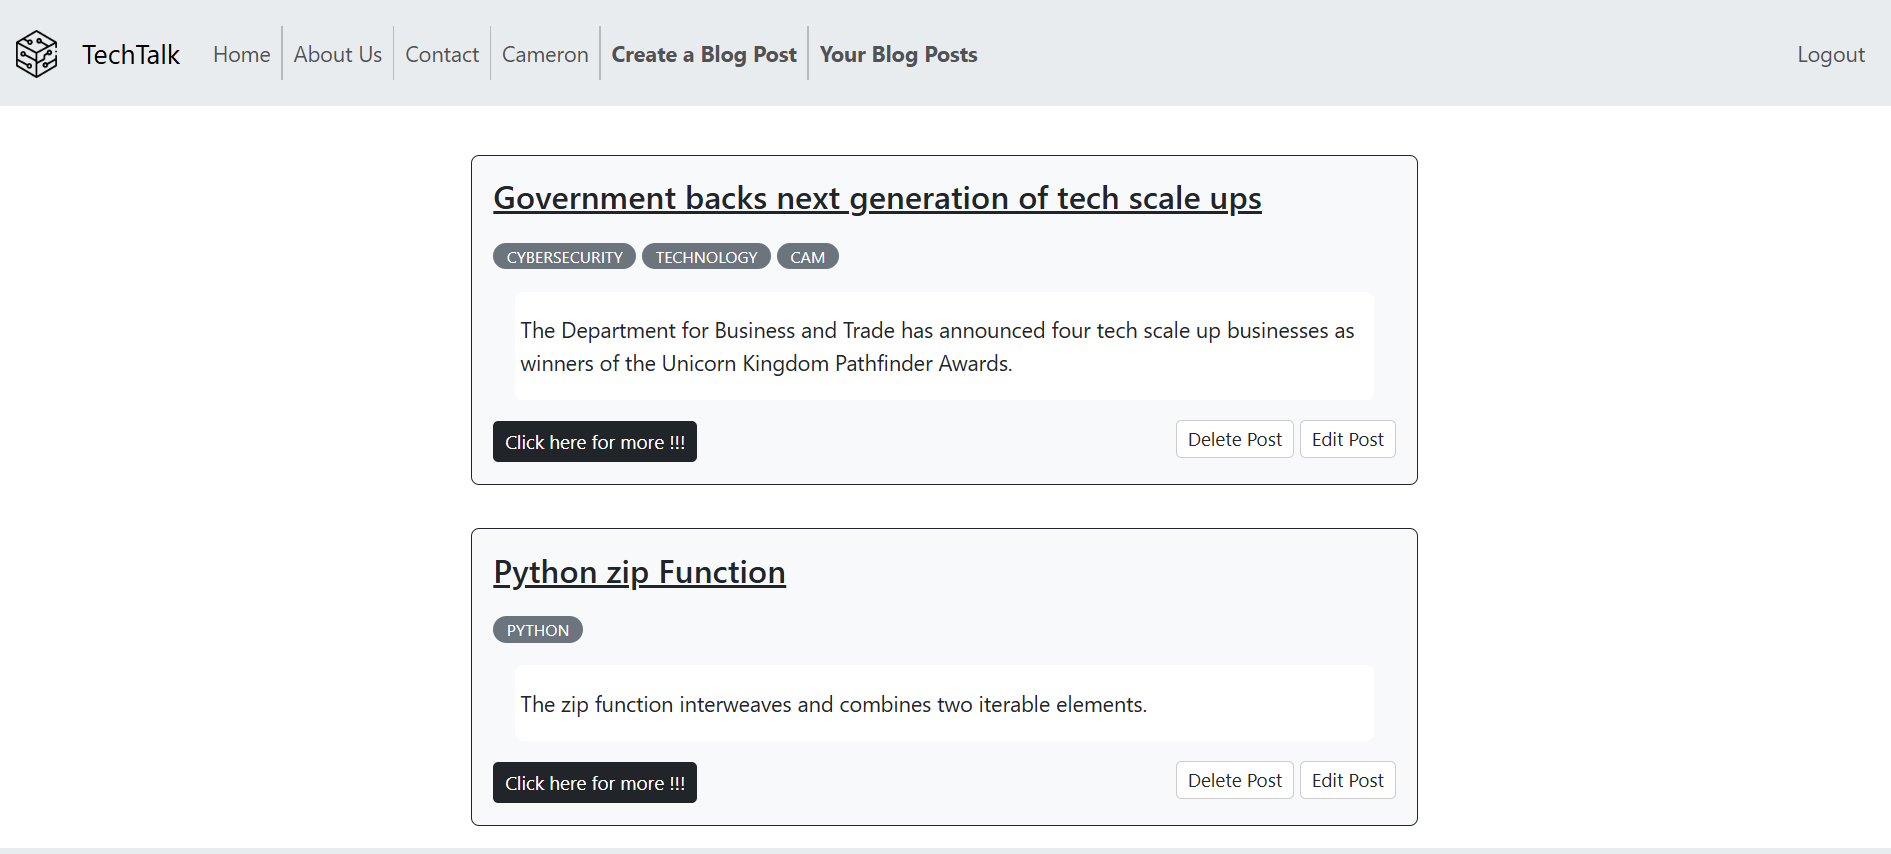 TechTalk Home About Us Contact Cameron Create a Blog Post Your Blog Posts Logout
Government backs next generation of tech scale ups
CYBERSECURITY TECHNOLOGY CAM
The Department for Business and Trade has announced four tech scale up businesses as
winners of the Unicorn Kingdom Pathfinder Awards.
Click here for more !!! Delete Post Edit Post
Python zip Function
PYTHON
The zip function interweaves and combines two iterable elements.
Click here for more !!! Delete Post Edit Post